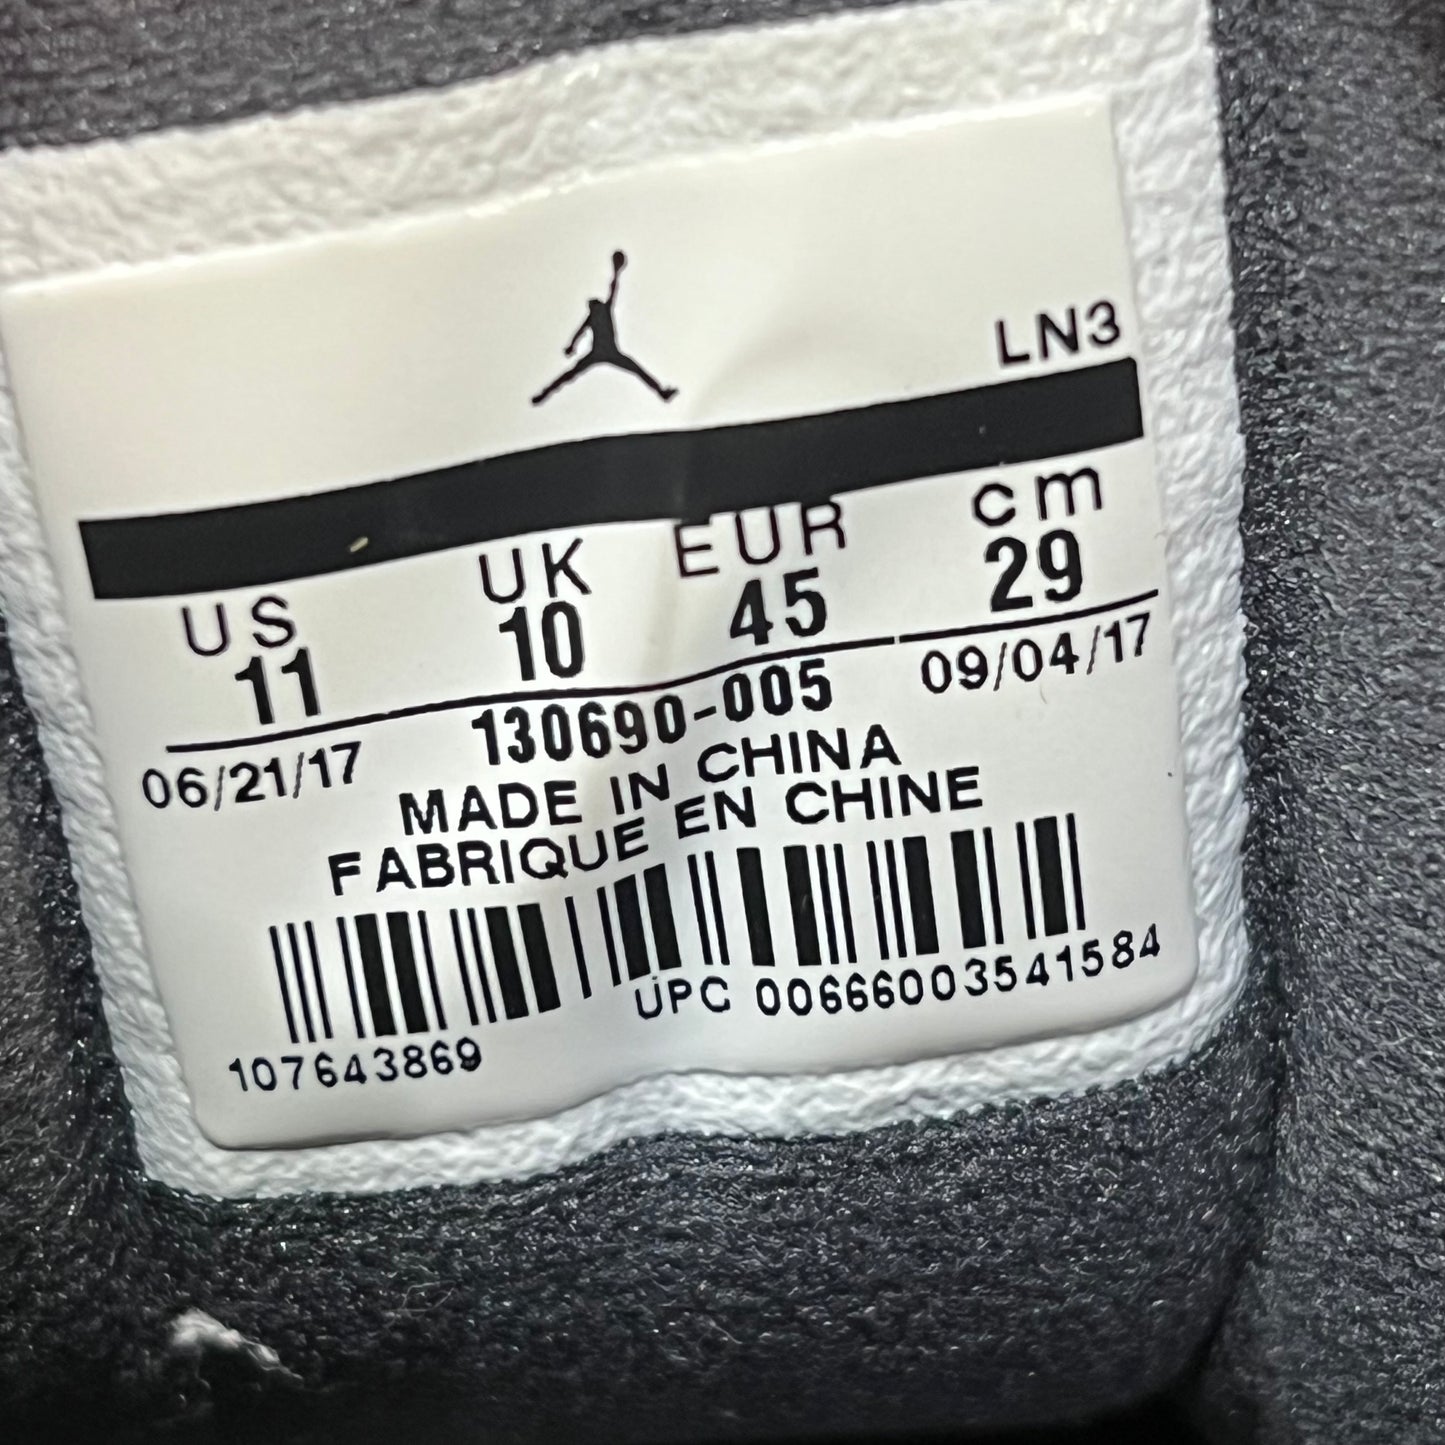 LN3
US UK EUR cm
11 10 45 29
06/21/17 130690-005 09/04/17
MADE IN CHINA
FABRIQUE EN CHINE
UPC 00666003541584
107643869